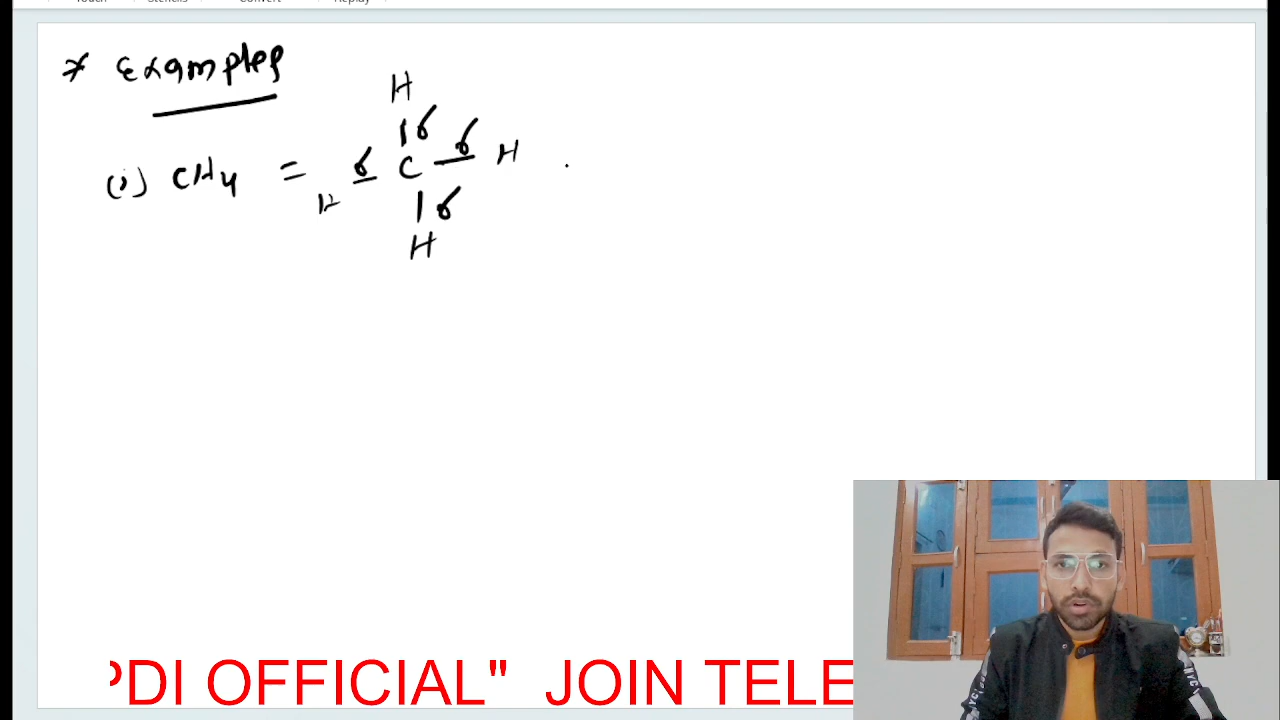 * Examples
H
(i) CH4 = σ C σ H
1σ
H
1σ
H
PDI OFFICIAL" JOIN TELE